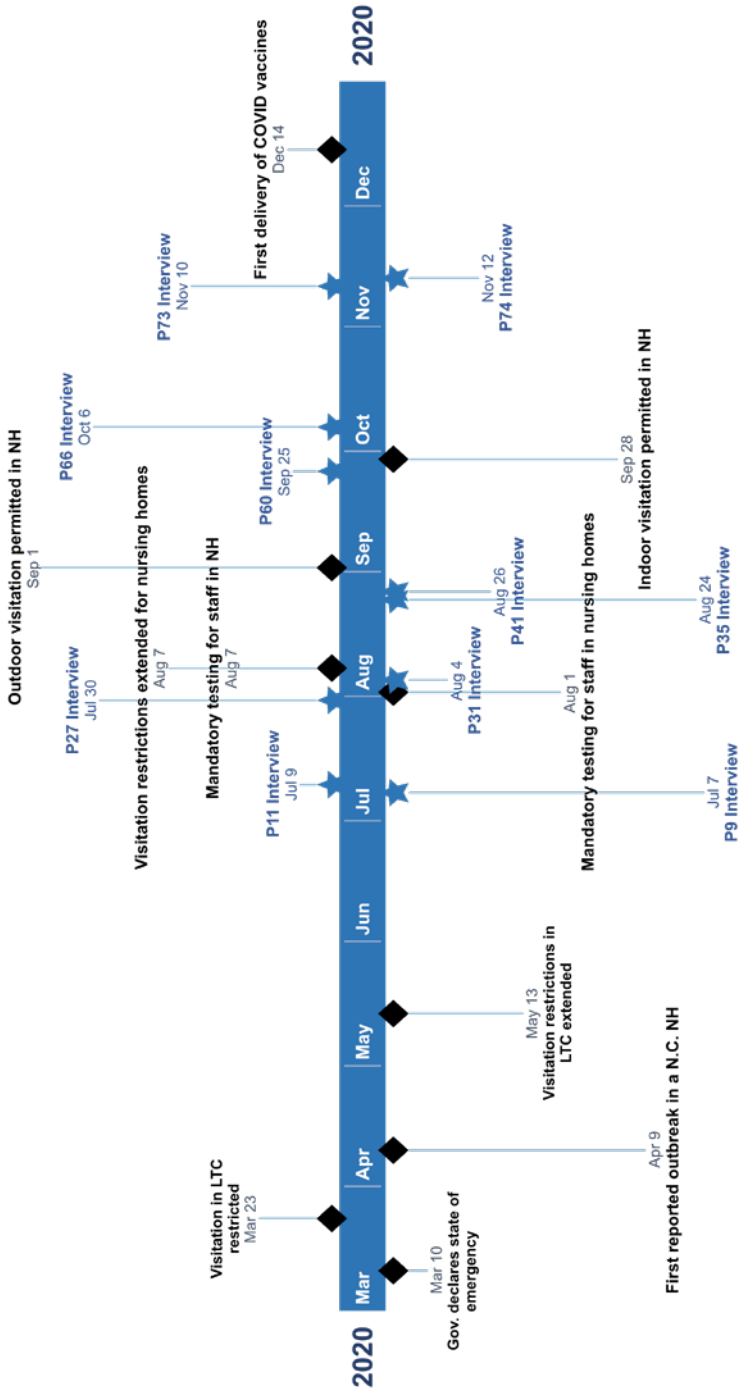 Outdoor visitation permitted in NH
Sep 1
P66 Interview
Oct 6
P27 Interview
Jul 30
Visitation restrictions extended for nursing homes
Aug 7
P73 Interview
Nov 10
Mandatory testing for staff in NH
Aug 7
Visitation in LTC
restricted
Mar 23
P11 Interview
Jul 9
P60 Interview
Sep 25
First delivery of COVID vaccines
Dec 14
2020
Mar
Apr
May
Jun
Jul
Aug
Sep
Oct
Nov
Dec
2020
Mar 10
Gov. declares state of
emergency
Aug 4
P31 Interview
Nov 12
P74 Interview
Aug 26
P41 Interview
May 13
Visitation restrictions in
LTC extended
Aug 1
Mandatory testing for staff in nursing homes
Sep 28
Indoor visitation permitted in NH
Apr 9
First reported outbreak in a N.C. NH
Aug 24
P35 Interview
Jul 7
P9 Interview